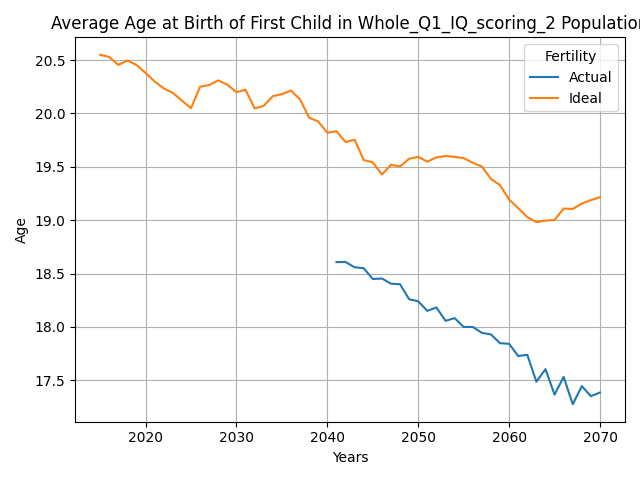 Average Age at Birth of First Child in Whole_Q1_IQ_scoring_2 Population
Fertility
Actual
Ideal
20.5
20.0
19.5
19.0
18.5
18.0
17.5
Age
2020 2030 2040 2050 2060 2070
Years